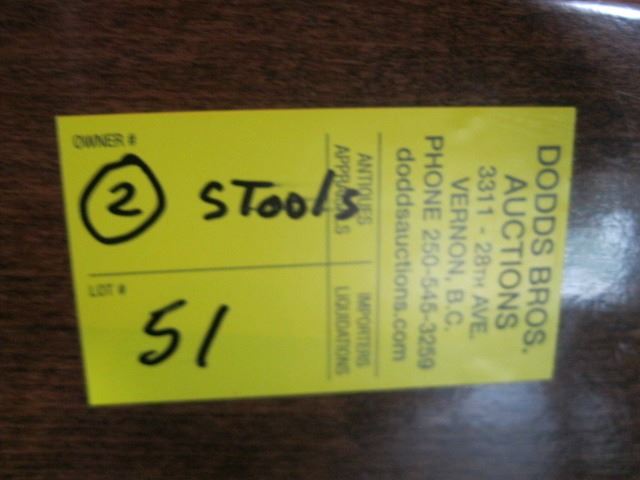 DODDS BROS.
AUCTIONS
3311 - 28TH AVE.
VERNON, B.C.
PHONE 250-545-3259
doddsauctions.com
ANTIQUES
APPRAISALS
IMPORTERS
LIQUIDATIONS
OWNER #
2 STools
LOT #
51